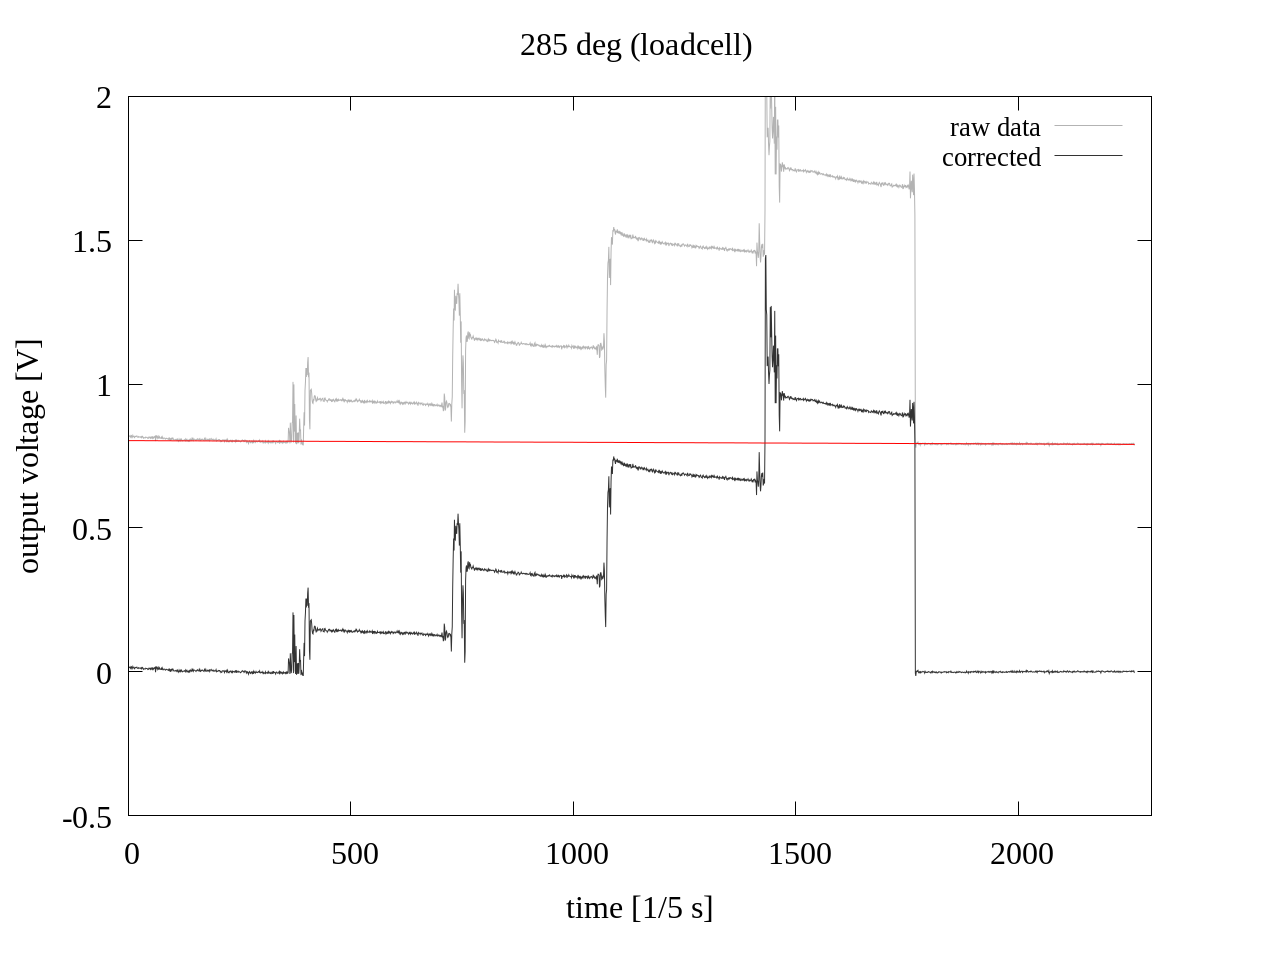 285 deg (loadcell)
2
raw data
corrected
1.5
1
0.5
0
-0.5
output voltage [V]
0 500 1000 1500 2000
time [1/5 s]